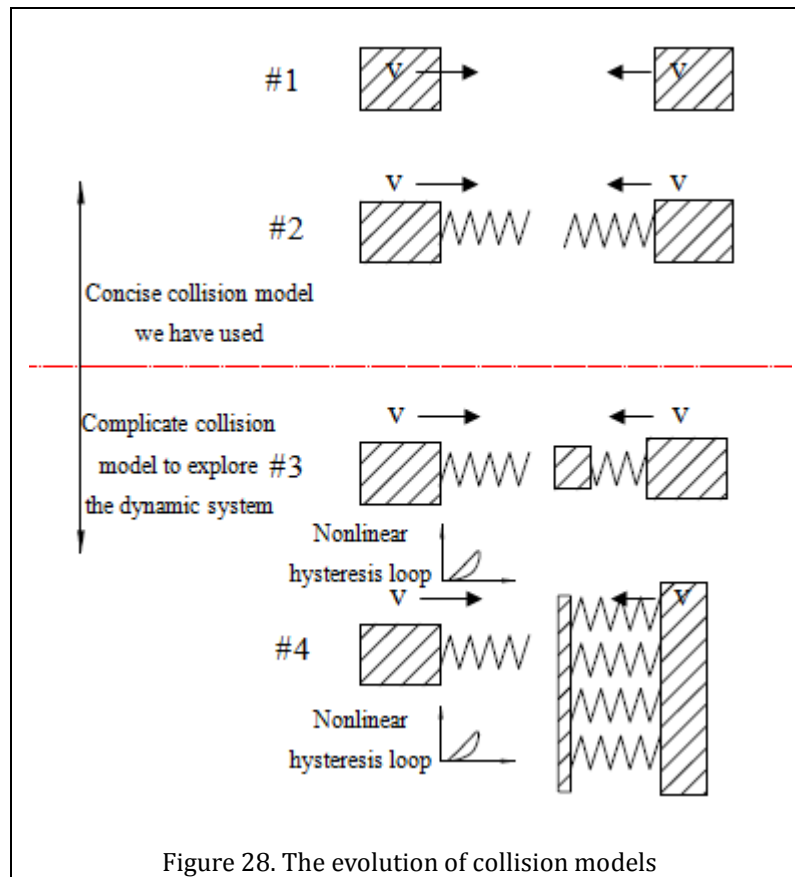 #1
v
v
v
v
#2
Concise collision model
we have used
Complicate collision
model to explore
the dynamic system
v
v
#3
Nonlinear
hysteresis loop
v
v
#4
Nonlinear
hysteresis loop
Figure 28. The evolution of collision models